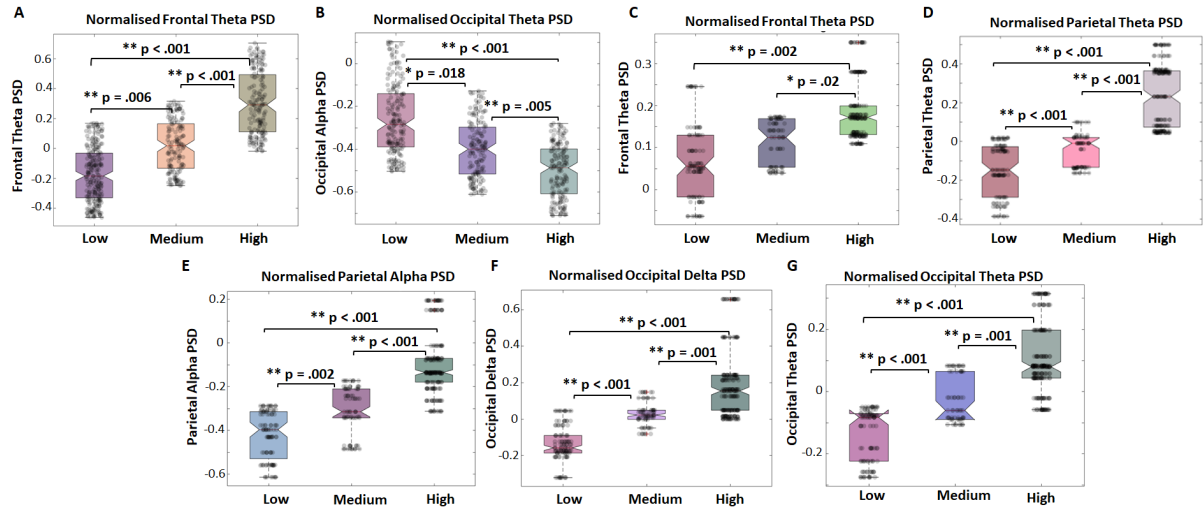 A
Normalised Frontal Theta PSD
Frontal Theta PSD
0.6
0.4
0.2
0
-0.2
-0.4
** p < .001
** p < .001
** p = .006
Low Medium High
B
Normalised Occipital Theta PSD
Occipital Alpha PSD
0
-0.2
-0.4
-0.6
** p < .001
* p = .018
** p = .005
Low Medium High
C
Normalised Frontal Theta PSD
Frontal Theta PSD
0.3
0.2
0.1
0
** p = .002
* p = .02
Low Medium High
D
Normalised Parietal Theta PSD
Parietal Theta PSD
0.4
0.2
0
-0.2
-0.4
** p < .001
** p < .001
** p < .001
Low Medium High
E
Normalised Parietal Alpha PSD
Parietal Alpha PSD
0.2
0
-0.2
-0.4
-0.6
** p < .001
** p < .001
** p = .002
Low Medium High
F
Normalised Occipital Delta PSD
Occipital Delta PSD
0.6
0.4
0.2
0
-0.2
** p < .001
** p = .001
** p < .001
Low Medium High
G
Normalised Occipital Theta PSD
Occipital Theta PSD
0.2
0
-0.2
** p < .001
** p = .001
** p < .001
Low Medium High